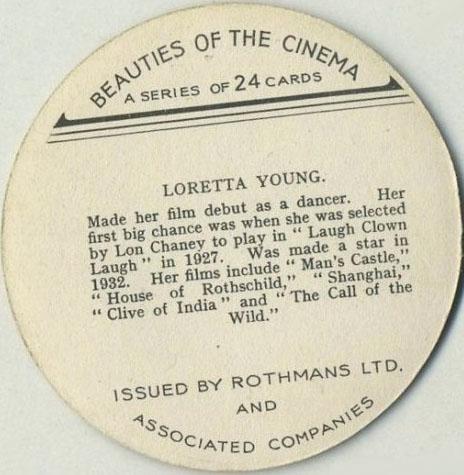 BEAUTIES OF THE CINEMA
A SERIES OF 24 CARDS
LORETTA YOUNG.
Made her film debut as a dancer. Her
first big chance was when she was selected
by Lon Chaney to play in " Laugh Clown
Laugh " in 1927. Was made a star in
1932. Her films include " Man's Castle,"
" House of Rothschild," " Shanghai,"
" Clive of India " and " The Call of the
Wild."
ISSUED BY ROTHMANS LTD.
AND
ASSOCIATED COMPANIES